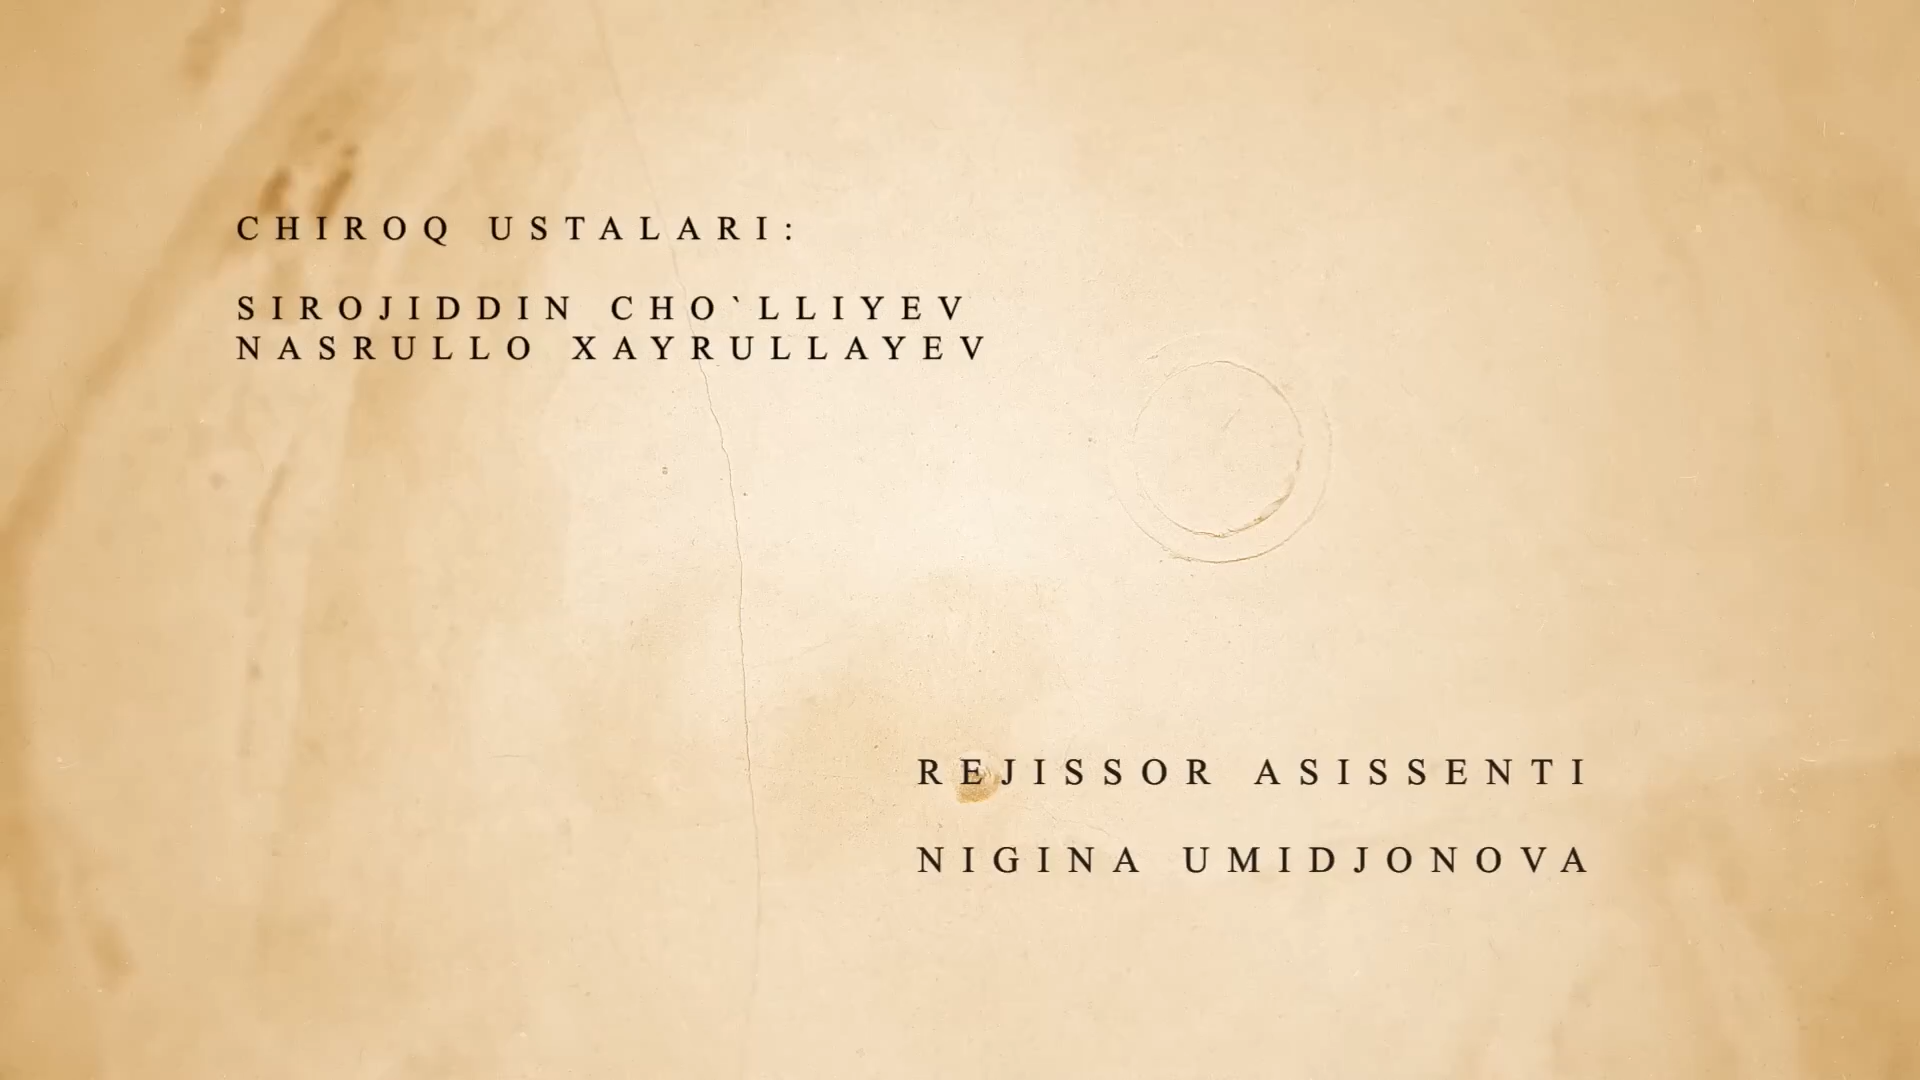 CHIROQ USTALARI:
SIROJIDDIN CHO`LLIYEV
NASRULLO XAYRULLAYEV
REJISSOR ASISSENTI
NIGINA UMIDJONOVA